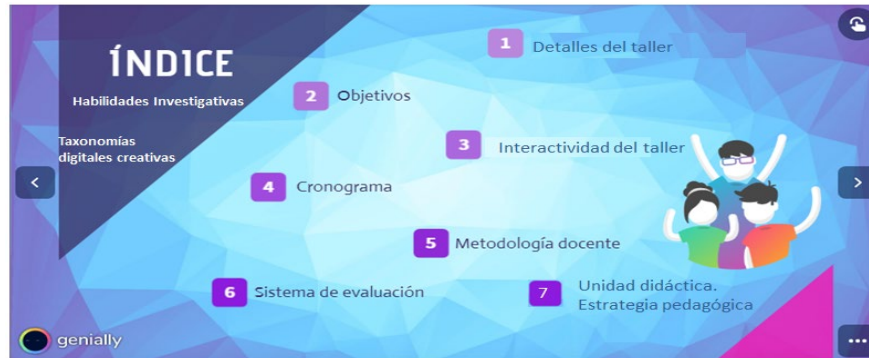 ÍNDICE
Habilidades Investigativas
Taxonomías
digitales creativas
1 Detalles del taller
2 Objetivos
3 Interactividad del taller
4 Cronograma
5 Metodología docente
6 Sistema de evaluación
7 Unidad didáctica.
Estrategia pedagógica
genially